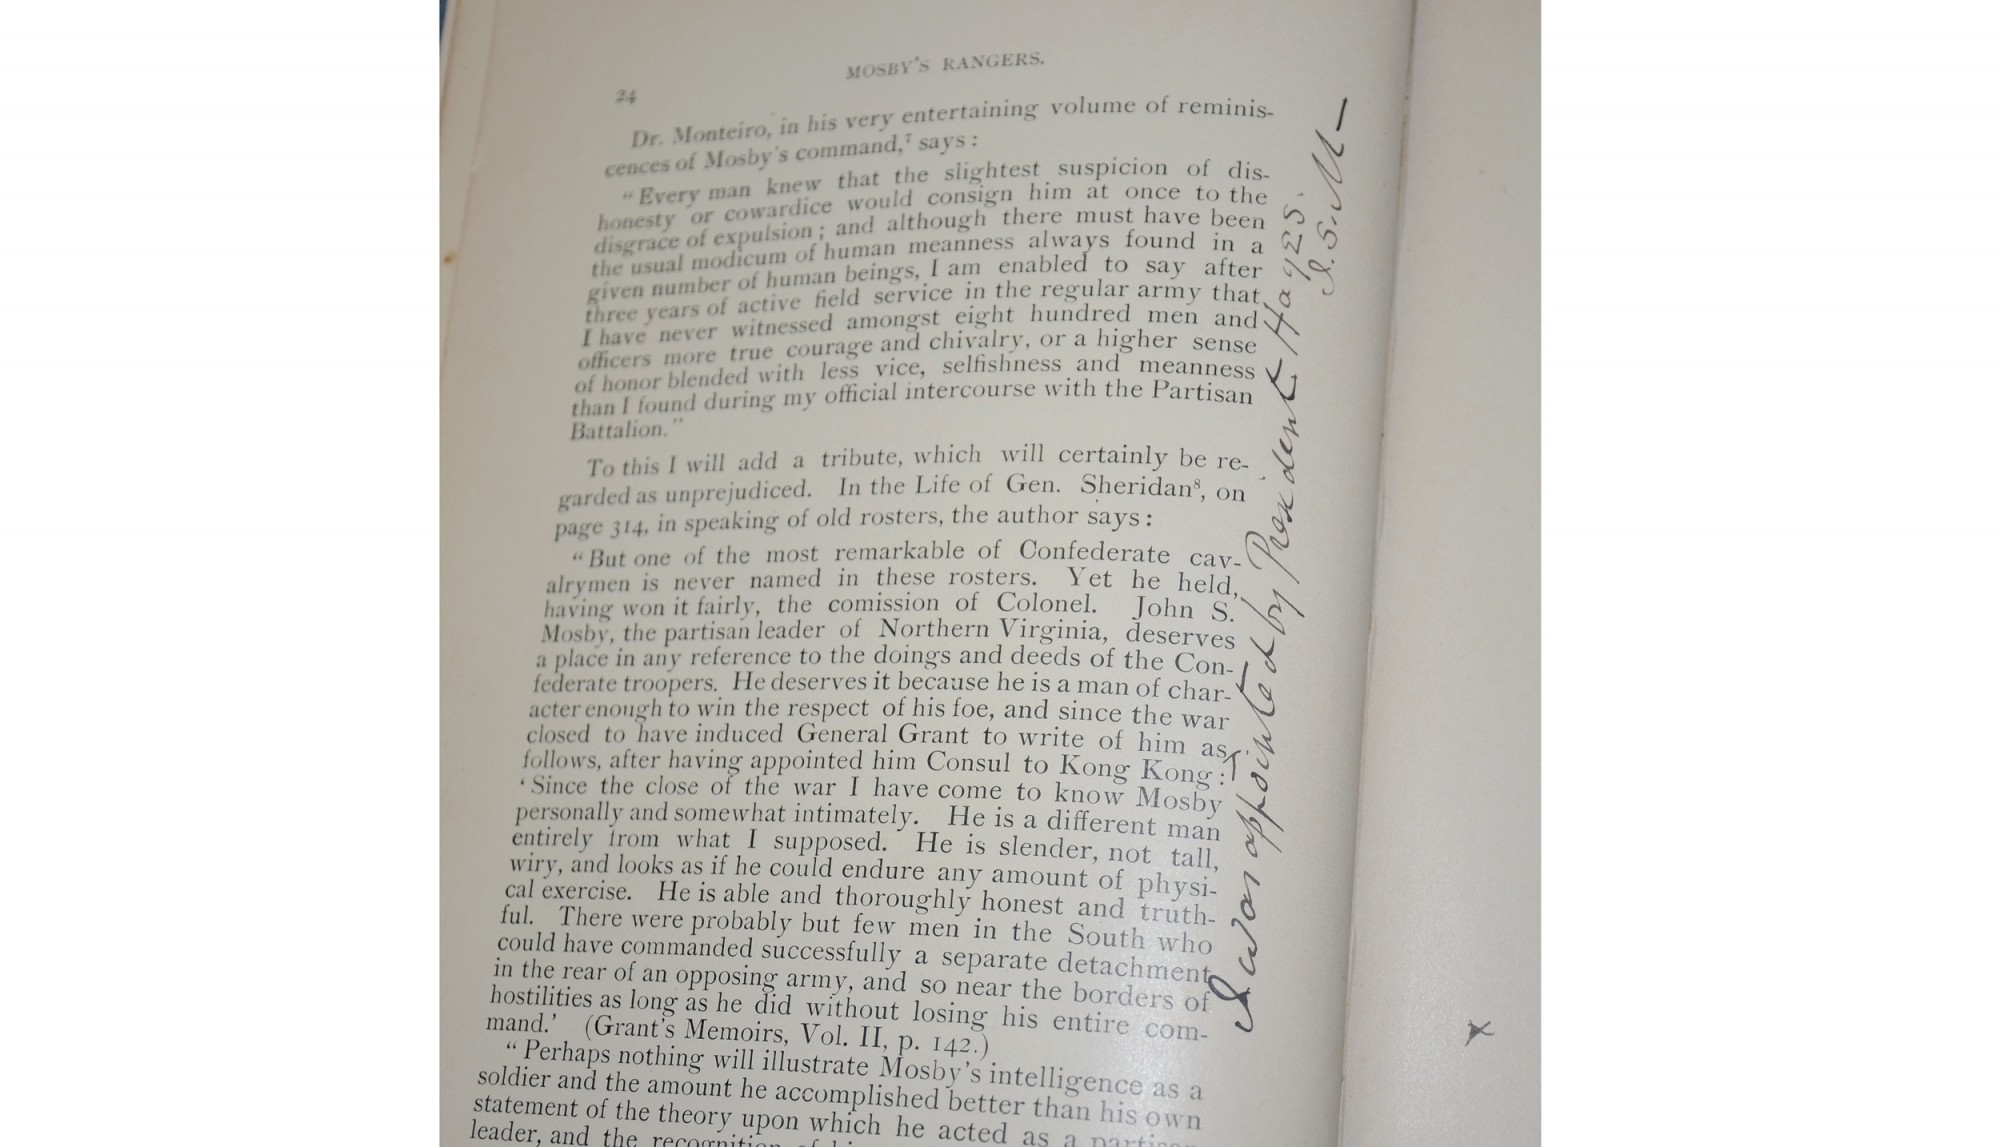 MOSBY'S RANGERS.
24
Dr. Monteiro, in his very entertaining volume of reminis-
cences of Mosby's command,⁷ says:
"Every man knew that the slightest suspicion of dis-
honesty or cowardice would consign him at once to the
disgrace of expulsion; and although there must have been
the usual modicum of human meanness always found in a
given number of human beings, I am enabled to say after
three years of active field service in the regular army that
I have never witnessed amongst eight hundred men and
officers more true courage and chivalry, or a higher sense
of honor blended with less vice, selfishness and meanness
than I found during my official intercourse with the Partisan
Battalion."
To this I will add a tribute, which will certainly be re-
garded as unprejudiced. In the Life of Gen. Sheridan⁸, on
page 314, in speaking of old rosters, the author says:
"But one of the most remarkable of Confederate cav-
alrymen is never named in these rosters. Yet he held,
having won it fairly, the comission of Colonel. John S.
Mosby, the partisan leader of Northern Virginia, deserves
a place in any reference to the doings and deeds of the Con-
federate troopers. He deserves it because he is a man of char-
acter enough to win the respect of his foe, and since the war
closed to have induced General Grant to write of him as
follows, after having appointed him Consul to Kong Kong:
'Since the close of the war I have come to know Mosby
personally and somewhat intimately. He is a different man
entirely from what I supposed. He is slender, not tall,
wiry, and looks as if he could endure any amount of physi-
cal exercise. He is able and thoroughly honest and truth-
ful. There were probably but few men in the South who
could have commanded successfully a separate detachment
in the rear of an opposing army, and so near the borders of
hostilities as long as he did without losing his entire com-
mand.' (Grant's Memoirs, Vol. II, p. 142.)
"Perhaps nothing will illustrate Mosby's intelligence as a
soldier and the amount he accomplished better than his own
statement of the theory upon which he acted as a partisan
leader, and the recognition of
I was appointed by President Hayes.
J. S. M—
x